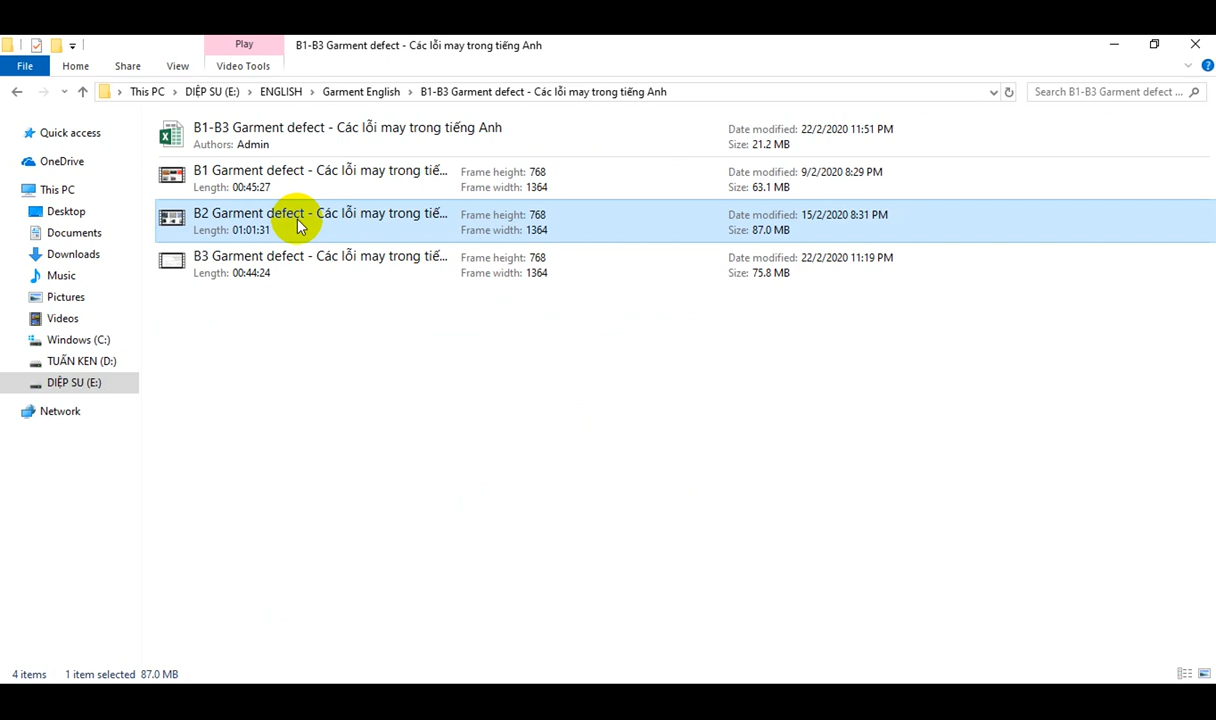 Play
B1-B3 Garment defect - Các lỗi may trong tiếng Anh
File
Home
Share
View
Video Tools
This PC
DIỆP SU (E:)
ENGLISH
Garment English
B1-B3 Garment defect - Các lỗi may trong tiếng Anh
Search B1-B3 Garment defect ...
Quick access
OneDrive
This PC
Desktop
Documents
Downloads
Music
Pictures
Videos
Windows (C:)
TUẤN KEN (D:)
DIỆP SU (E:)
Network
B1-B3 Garment defect - Các lỗi may trong tiếng Anh
Authors: Admin
Date modified: 22/2/2020 11:51 PM
Size: 21.2 MB
B1 Garment defect - Các lỗi may trong tiế...
Length: 00:45:27
Frame height: 768
Frame width: 1364
Date modified: 9/2/2020 8:29 PM
Size: 63.1 MB
B2 Garment defect - Các lỗi may trong tiế...
Length: 01:01:31
Frame height: 768
Frame width: 1364
Date modified: 15/2/2020 8:31 PM
Size: 87.0 MB
B3 Garment defect - Các lỗi may trong tiế...
Length: 00:44:24
Frame height: 768
Frame width: 1364
Date modified: 22/2/2020 11:19 PM
Size: 75.8 MB
4 items
1 item selected 87.0 MB